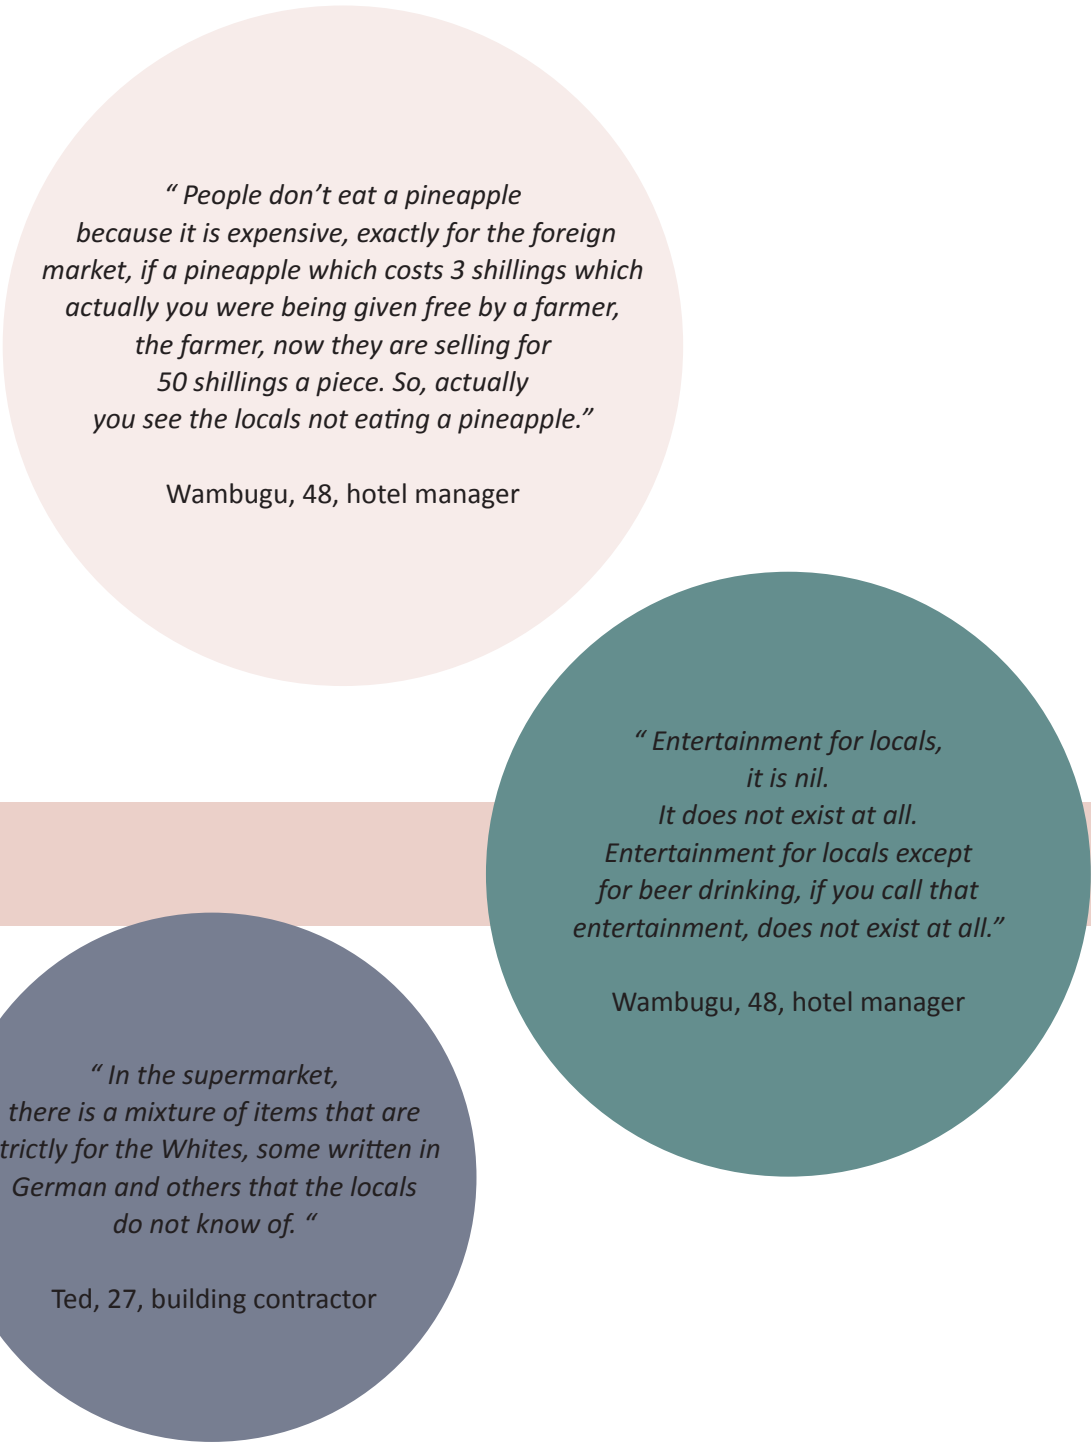 “ People don’t eat a pineapple
because it is expensive, exactly for the foreign
market, if a pineapple which costs 3 shillings which
actually you were being given free by a farmer,
the farmer, now they are selling for
50 shillings a piece. So, actually
you see the locals not eating a pineapple.”
Wambugu, 48, hotel manager
“ Entertainment for locals,
it is nil.
It does not exist at all.
Entertainment for locals except
for beer drinking, if you call that
entertainment, does not exist at all.”
Wambugu, 48, hotel manager
“ In the supermarket,
there is a mixture of items that are
trictly for the Whites, some written in
German and others that the locals
do not know of. “
Ted, 27, building contractor